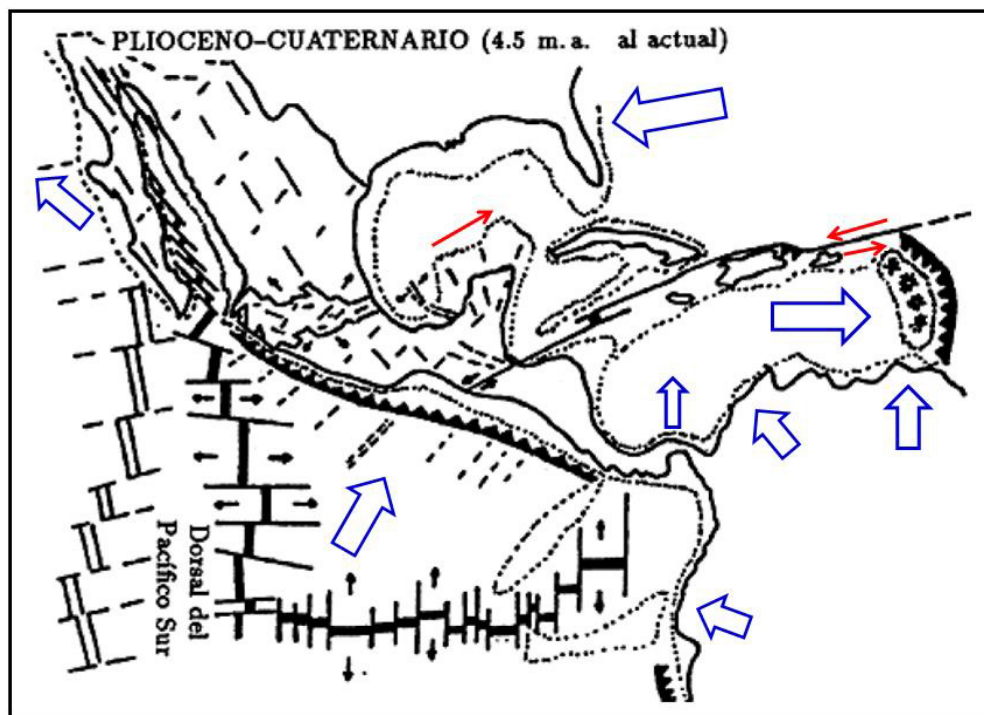 PLIOCENO-CUATERNARIO (4.5 m.a. al actual)
Dorsal del
Pacífico Sur